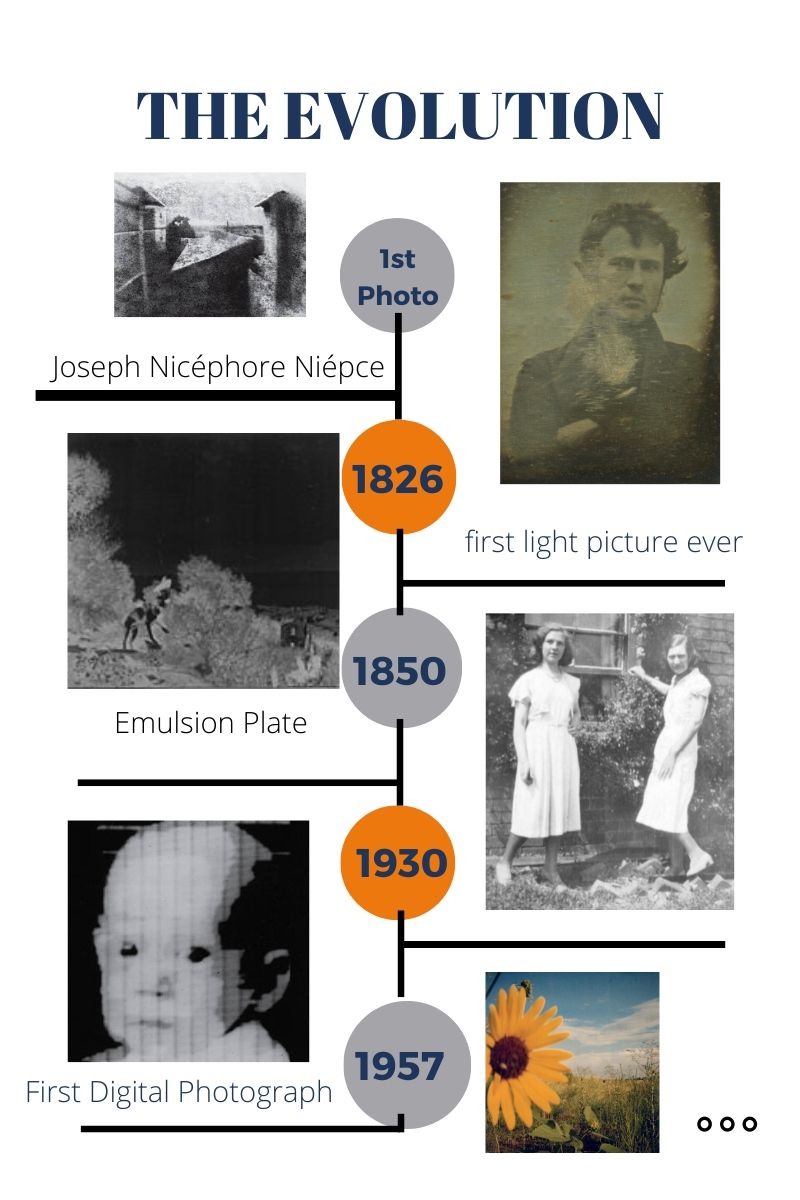 THE EVOLUTION
1st
Photo
Joseph Nicéphore Niépce
1826
first light picture ever
1850
Emulsion Plate
1930
1957
First Digital Photograph